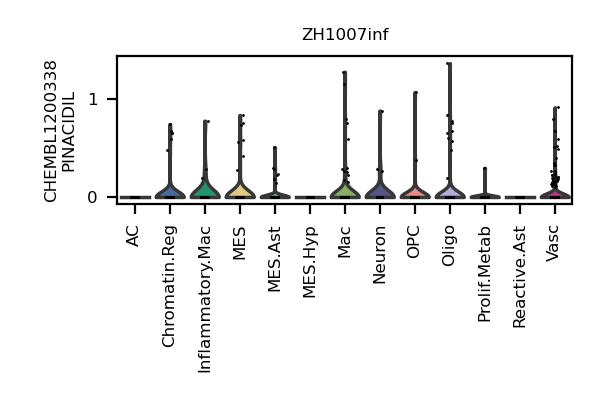 ZH1007inf
CHEMBL1200338
PINACIDIL
1
0
AC
Chromatin.Reg
Inflammatory.Mac
MES
MES.Ast
MES.Hyp
Mac
Neuron
OPC
Oligo
Prolif.Metab
Reactive.Ast
Vasc